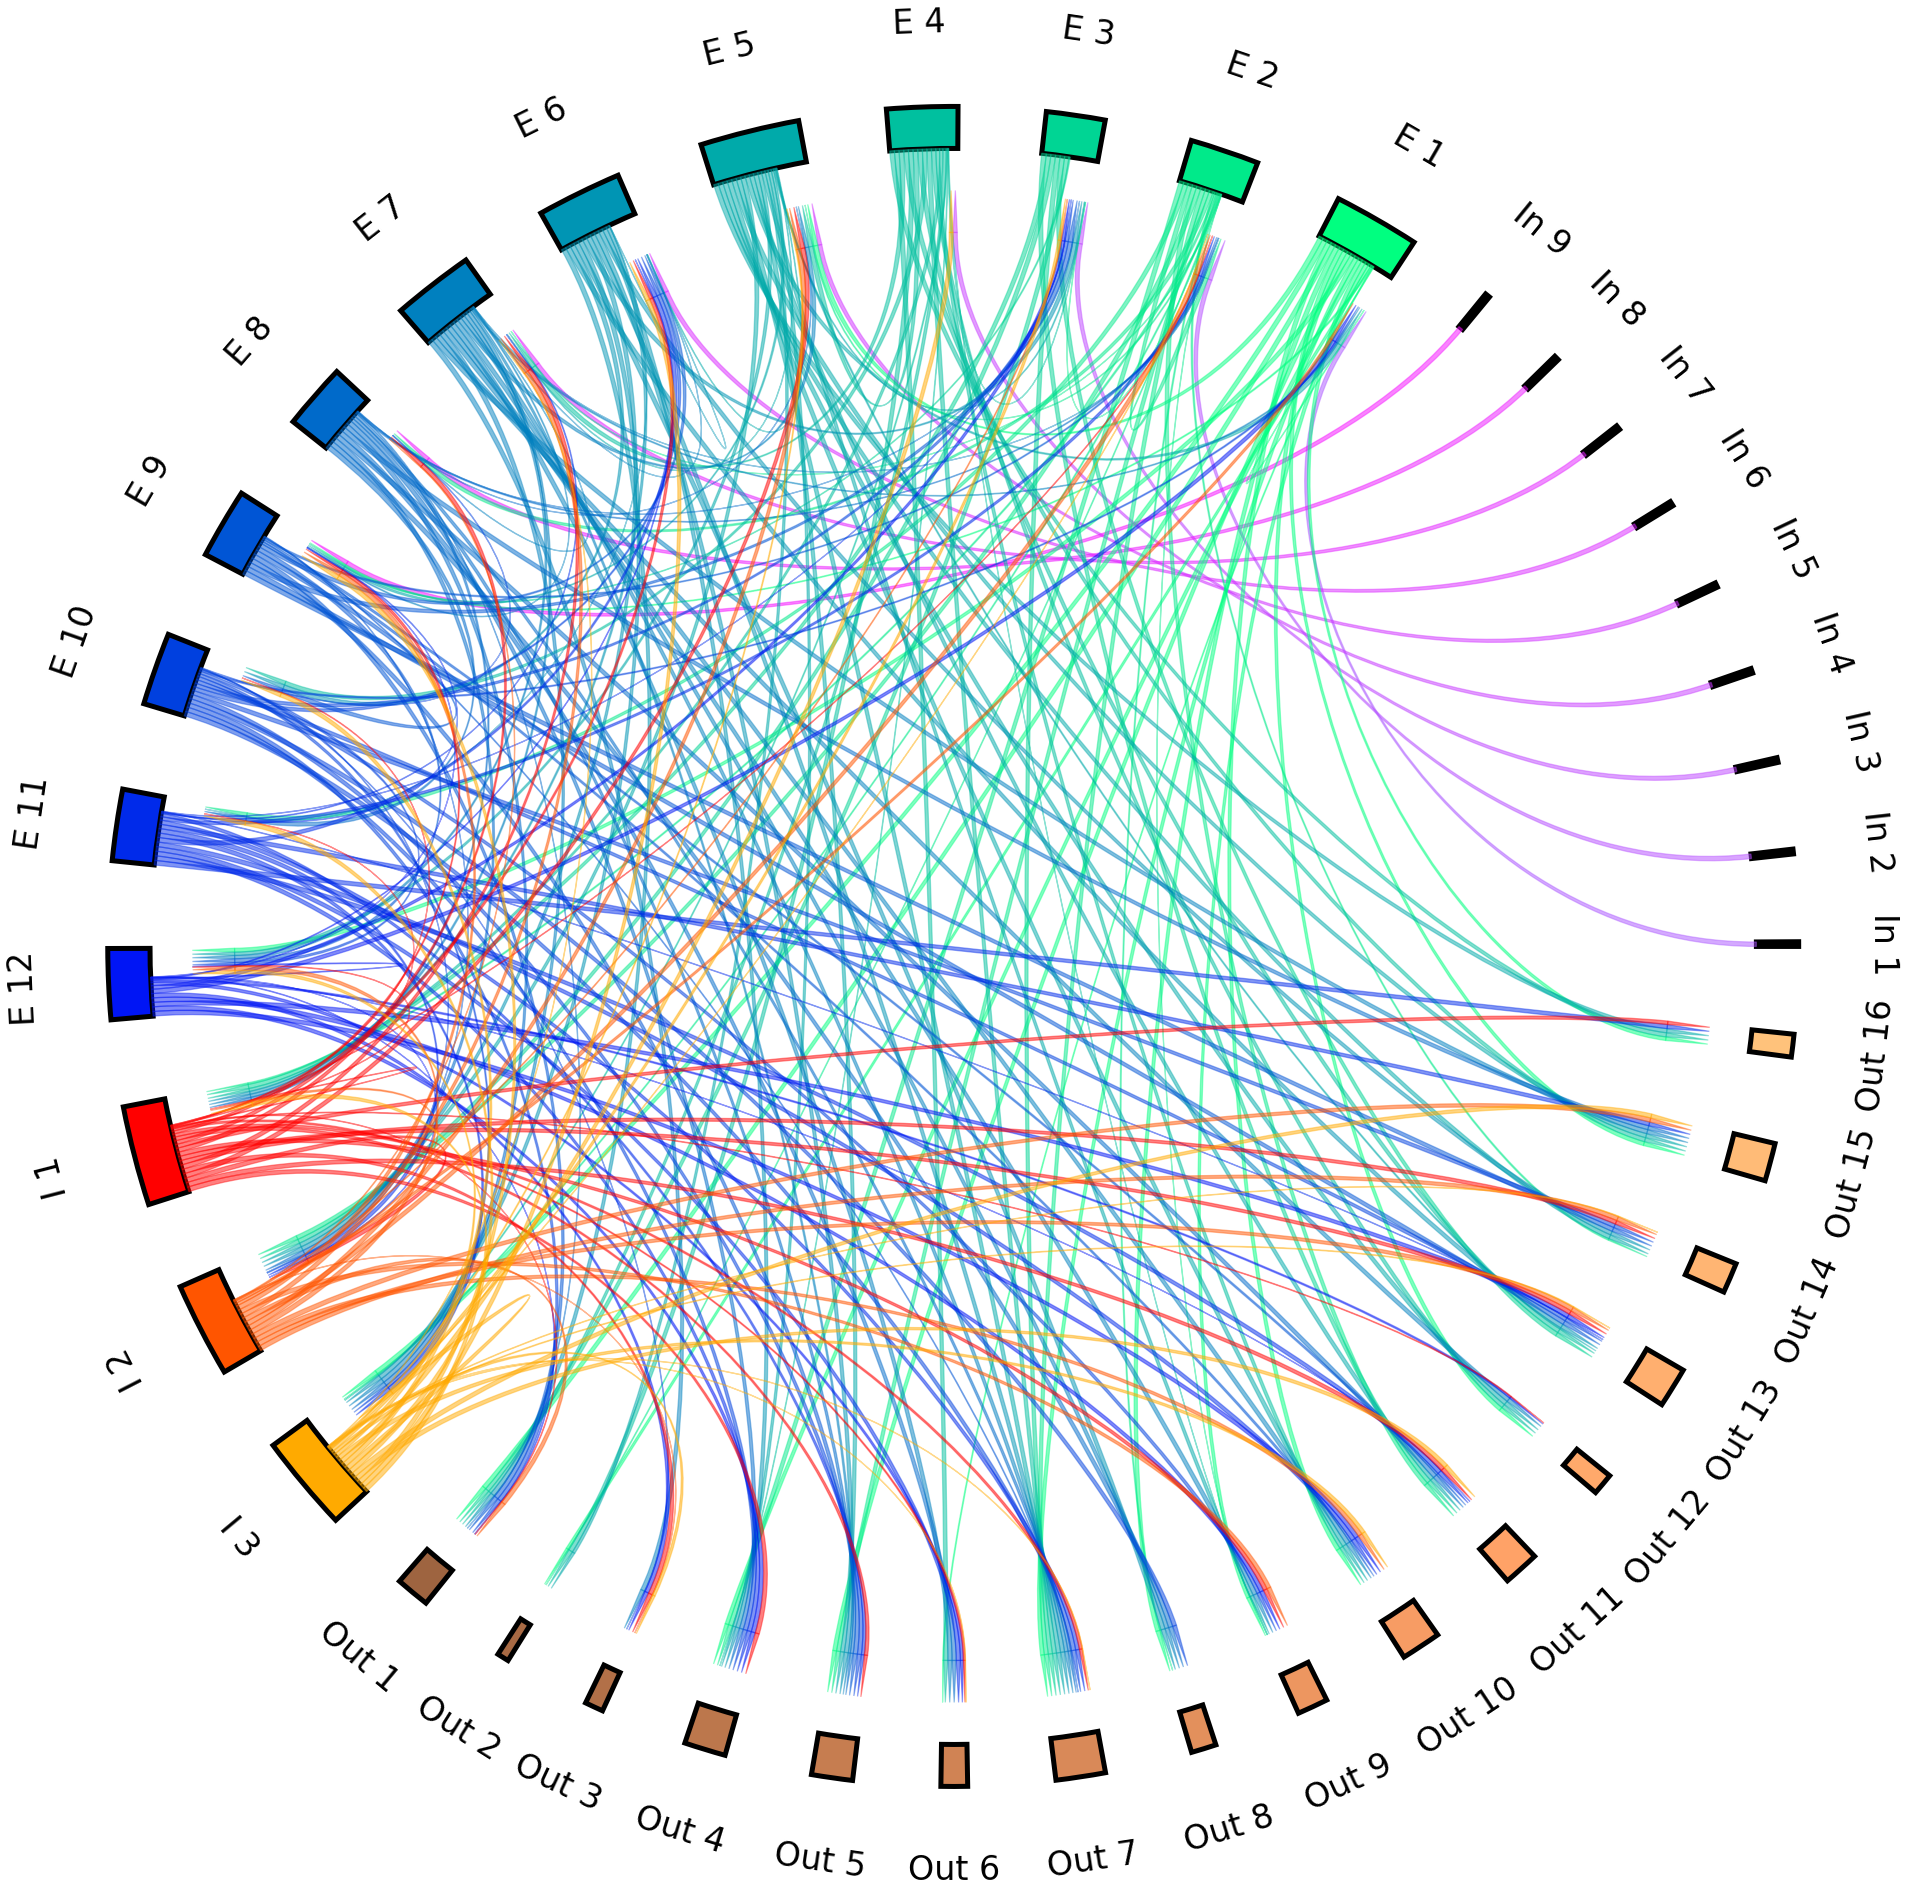 E 4
E 3
E 2
E 1
In 9
In 8
In 7
In 6
In 5
In 4
In 3
In 2
In 1
Out 16
Out 15
Out 14
Out 13
Out 12
Out 11
Out 10
Out 9
Out 8
Out 7
Out 6
Out 5
Out 4
Out 3
Out 2
Out 1
I 3
I 2
I 1
E 12
E 11
E 10
E 9
E 8
E 7
E 6
E 5